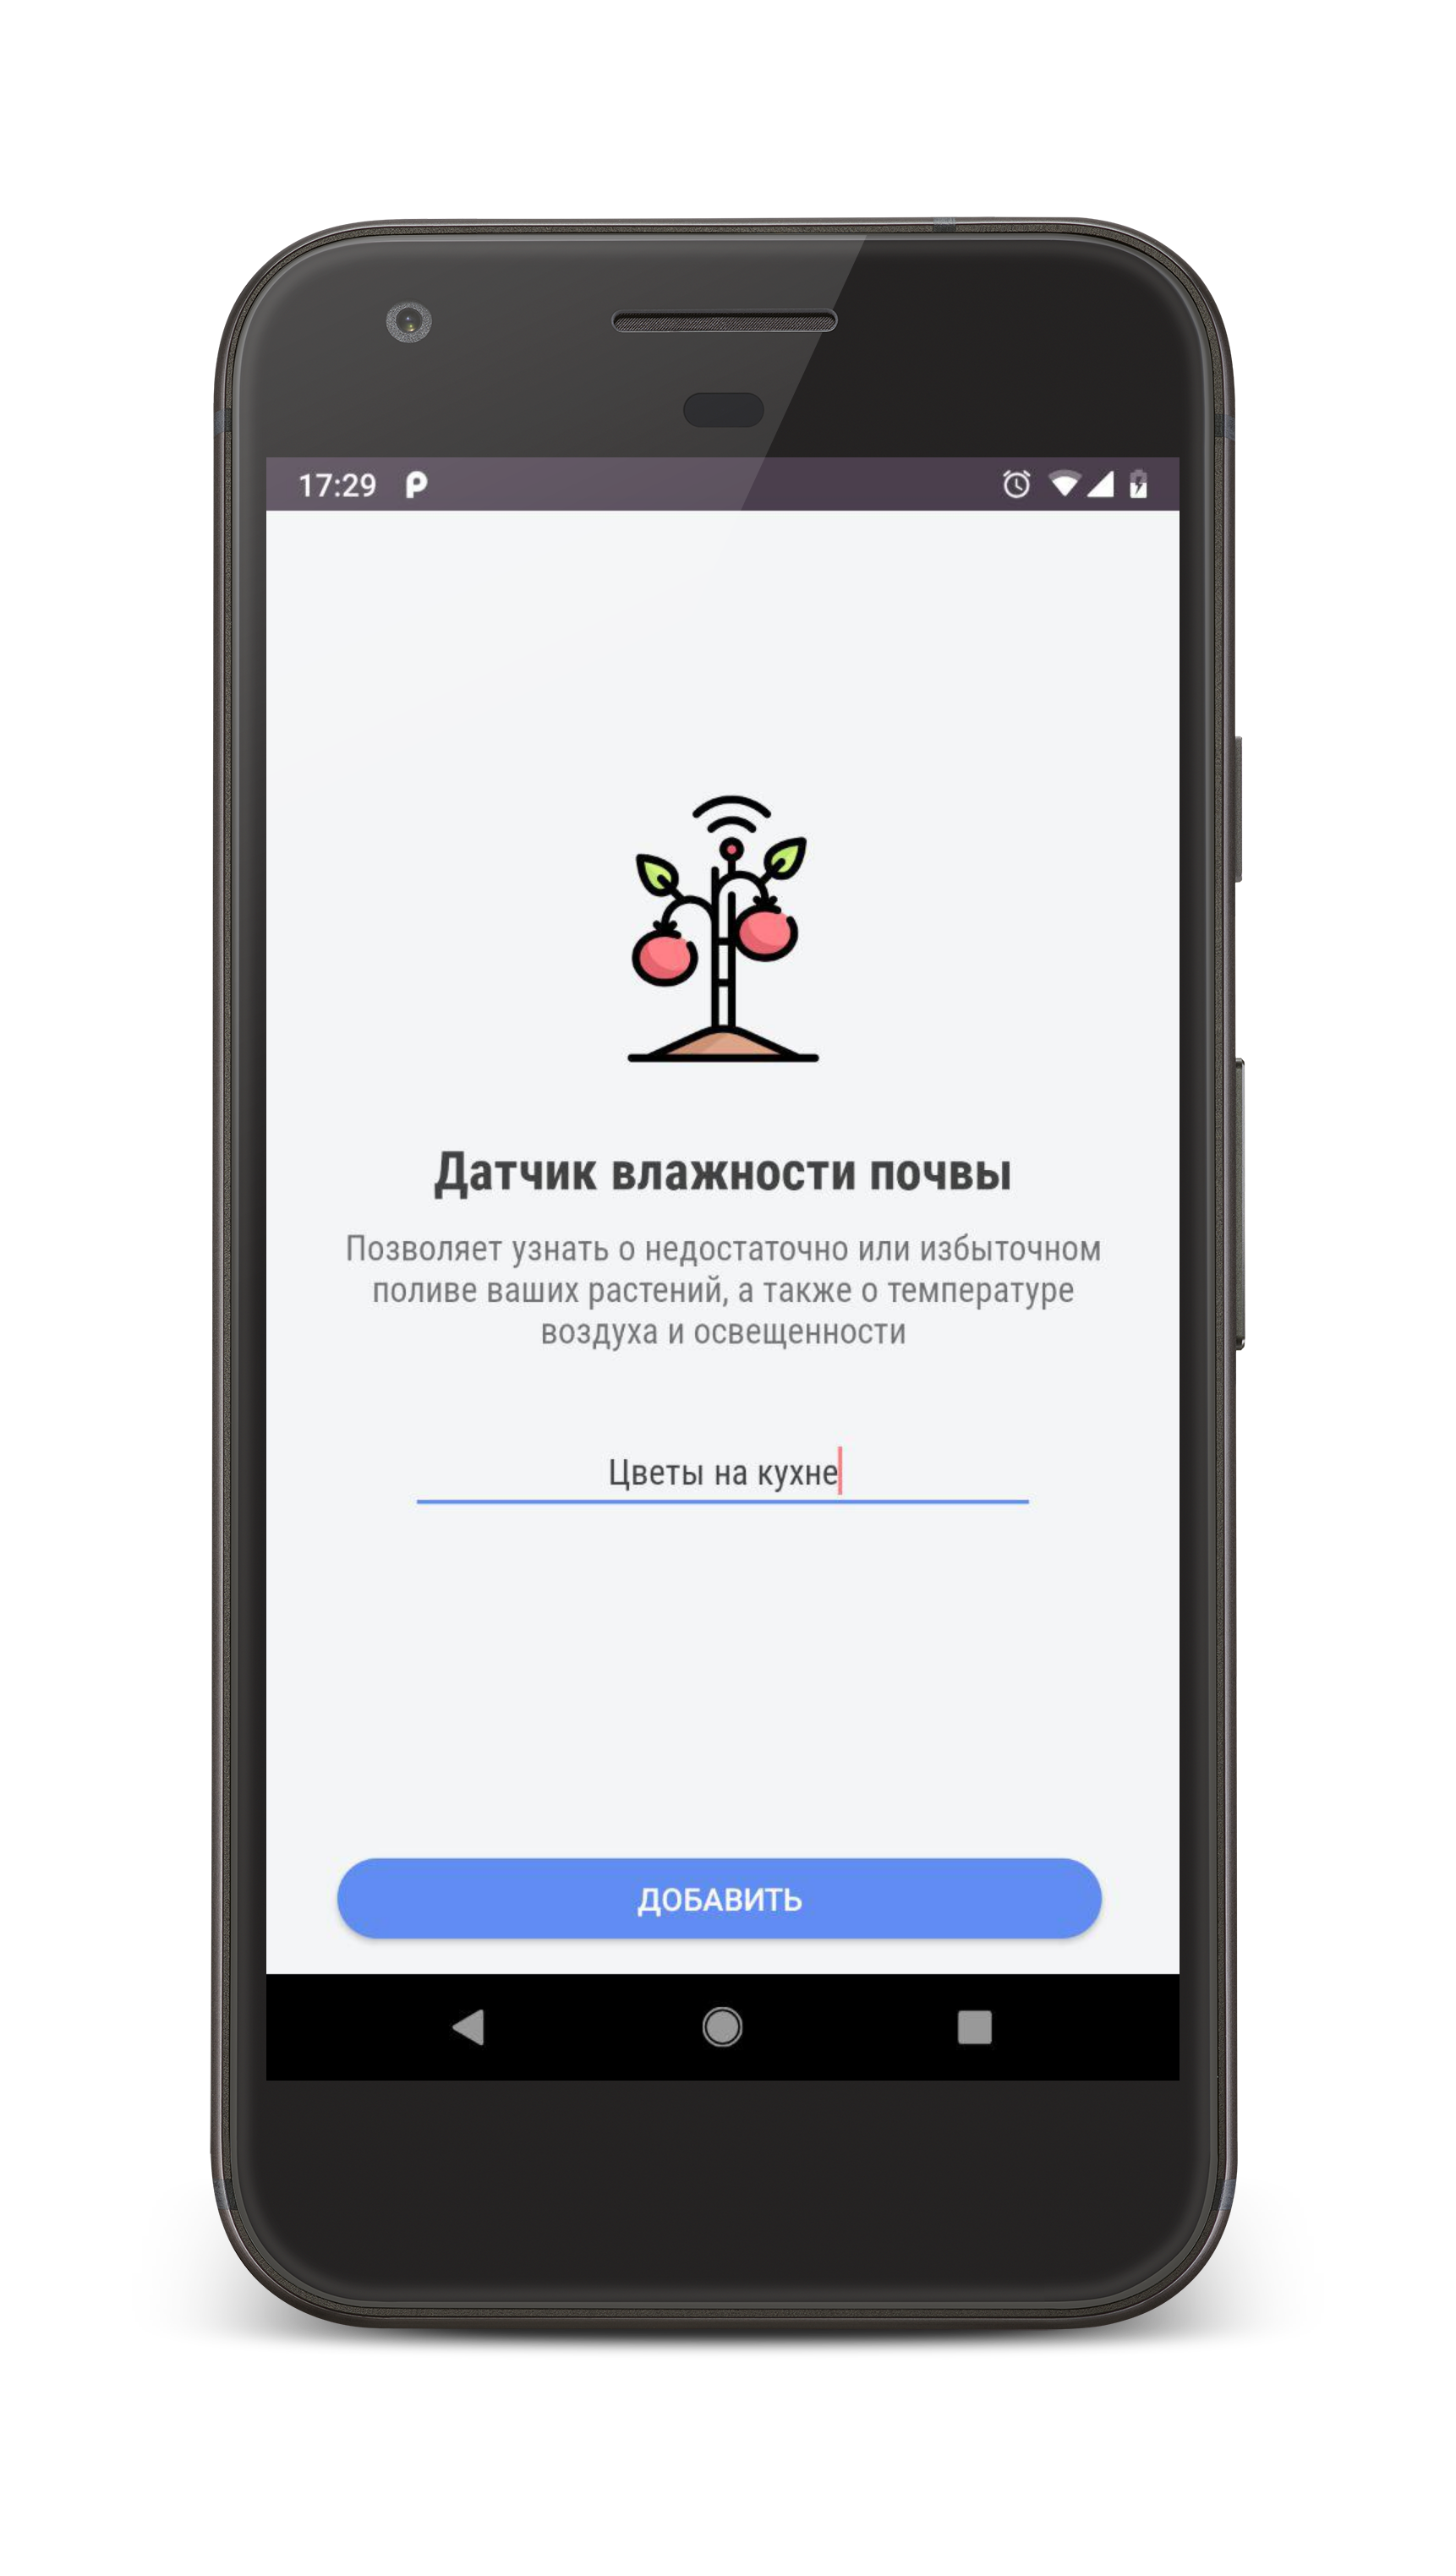 17:29
Датчик влажности почвы
Позволяет узнать о недостаточно или избыточном
поливе ваших растений, а также о температуре
воздуха и освещенности
Цветы на кухне
ДОБАВИТЬ